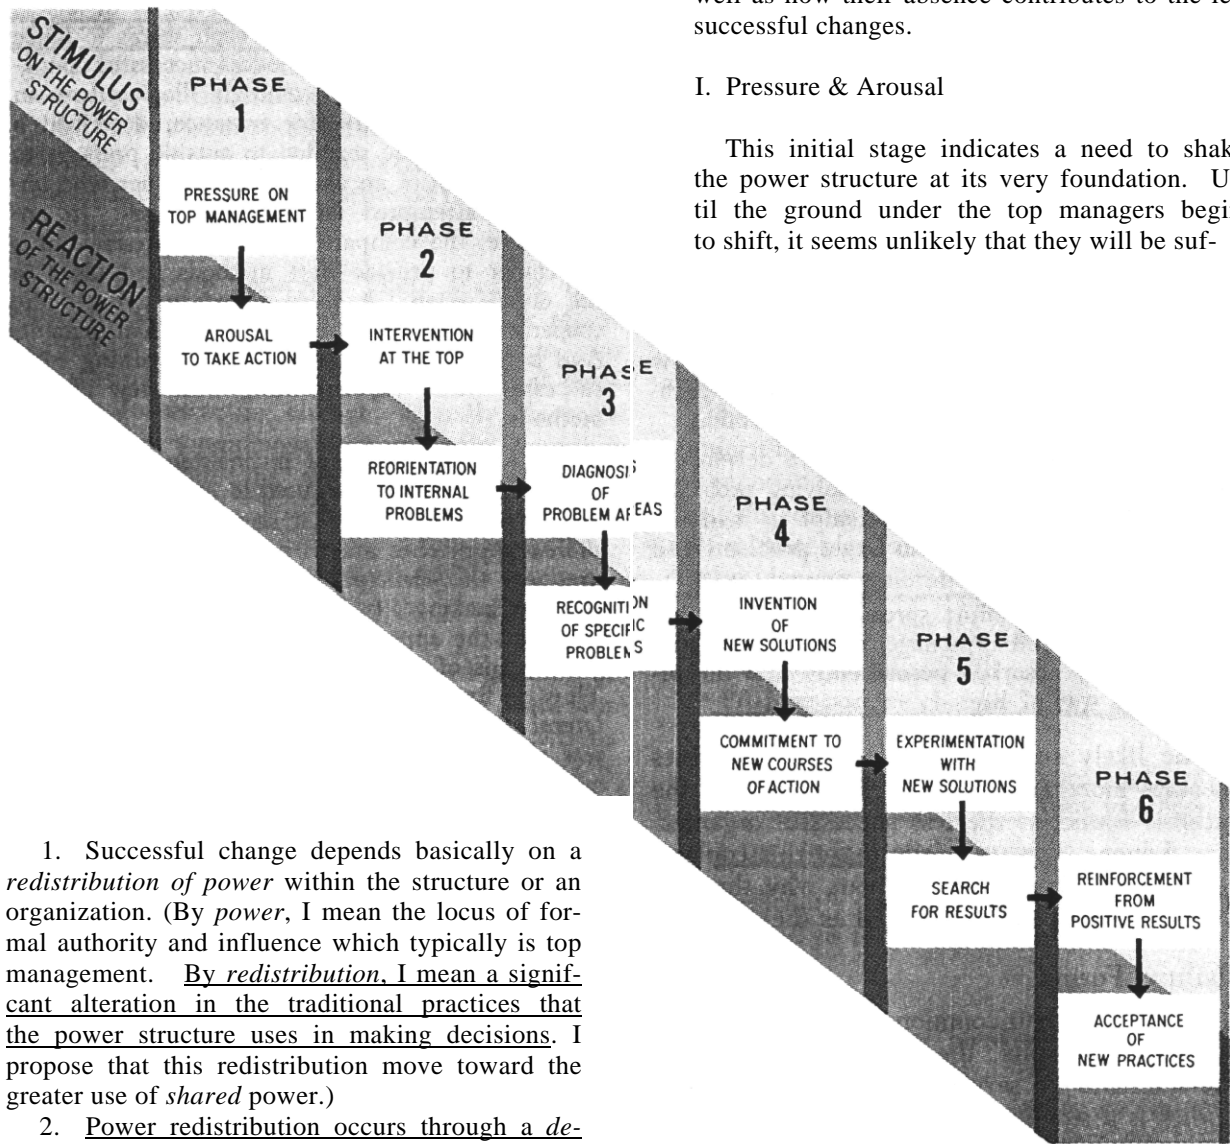 STIMULUS
ON THE POWER
STRUCTURE
REACTION
OF THE POWER
STRUCTURE
PHASE
1
PRESSURE ON
TOP MANAGEMENT
AROUSAL
TO TAKE ACTION
PHASE
2
INTERVENTION
AT THE TOP
REORIENTATION
TO INTERNAL
PROBLEMS
PHASE
3
DIAGNOSIS
OF
PROBLEM AREAS
RECOGNITION
OF SPECIFIC
PROBLEMS
PHASE
4
INVENTION
OF
NEW SOLUTIONS
COMMITMENT TO
NEW COURSES
OF ACTION
PHASE
5
EXPERIMENTATION
WITH
NEW SOLUTIONS
SEARCH
FOR RESULTS
PHASE
6
REINFORCEMENT
FROM
POSITIVE RESULTS
ACCEPTANCE
OF
NEW PRACTICES
1. Successful change depends basically on a
redistribution of power within the structure or an
organization. (By power, I mean the locus of for-
mal authority and influence which typically is top
management. By redistribution, I mean a signif-
cant alteration in the traditional practices that
the power structure uses in making decisions. I
propose that this redistribution move toward the
greater use of shared power.)
2. Power redistribution occurs through a de-
well as how their absence contributes to the
successful changes.
I. Pressure & Arousal
This initial stage indicates a need to shak
the power structure at its very foundation. U
til the ground under the top managers begi
to shift, it seems unlikely that they will be suf-